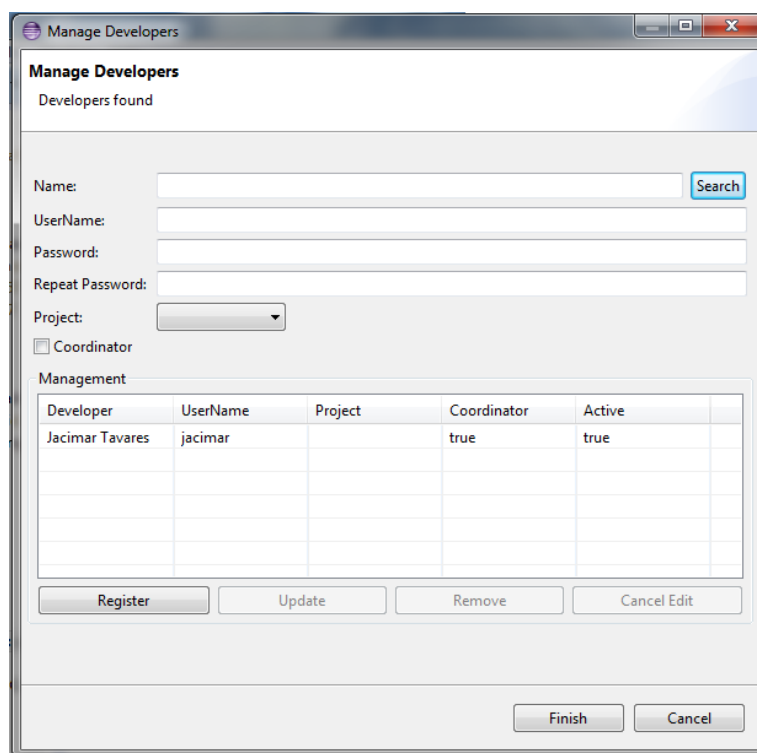 Manage Developers
Manage Developers
Developers found
Name: Search
UserName:
Password:
Repeat Password:
Project:
Coordinator
Management
Developer UserName Project Coordinator Active
Jacimar Tavares jacimar true true
Register Update Remove Cancel Edit
Finish Cancel